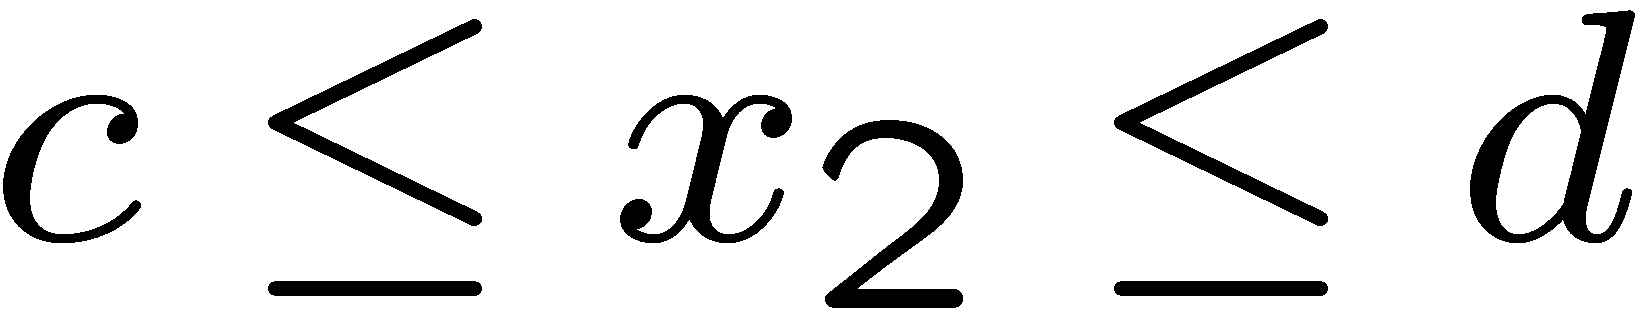 c ≤ x₂ ≤ d